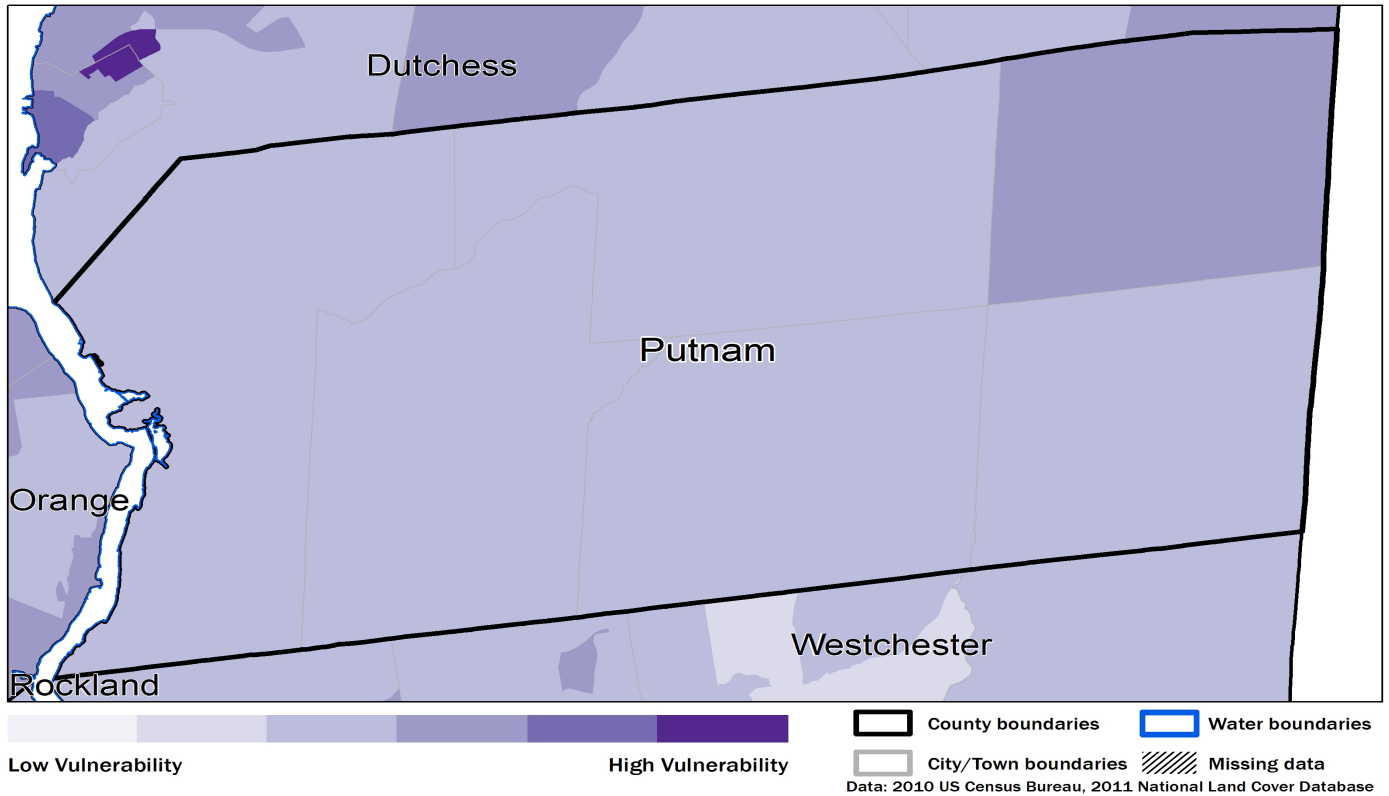 Dutchess
Putnam
Orange
Westchester
Rockland
Low Vulnerability
High Vulnerability
County boundaries
Water boundaries
City/Town boundaries
Missing data
Data: 2010 US Census Bureau, 2011 National Land Cover Database